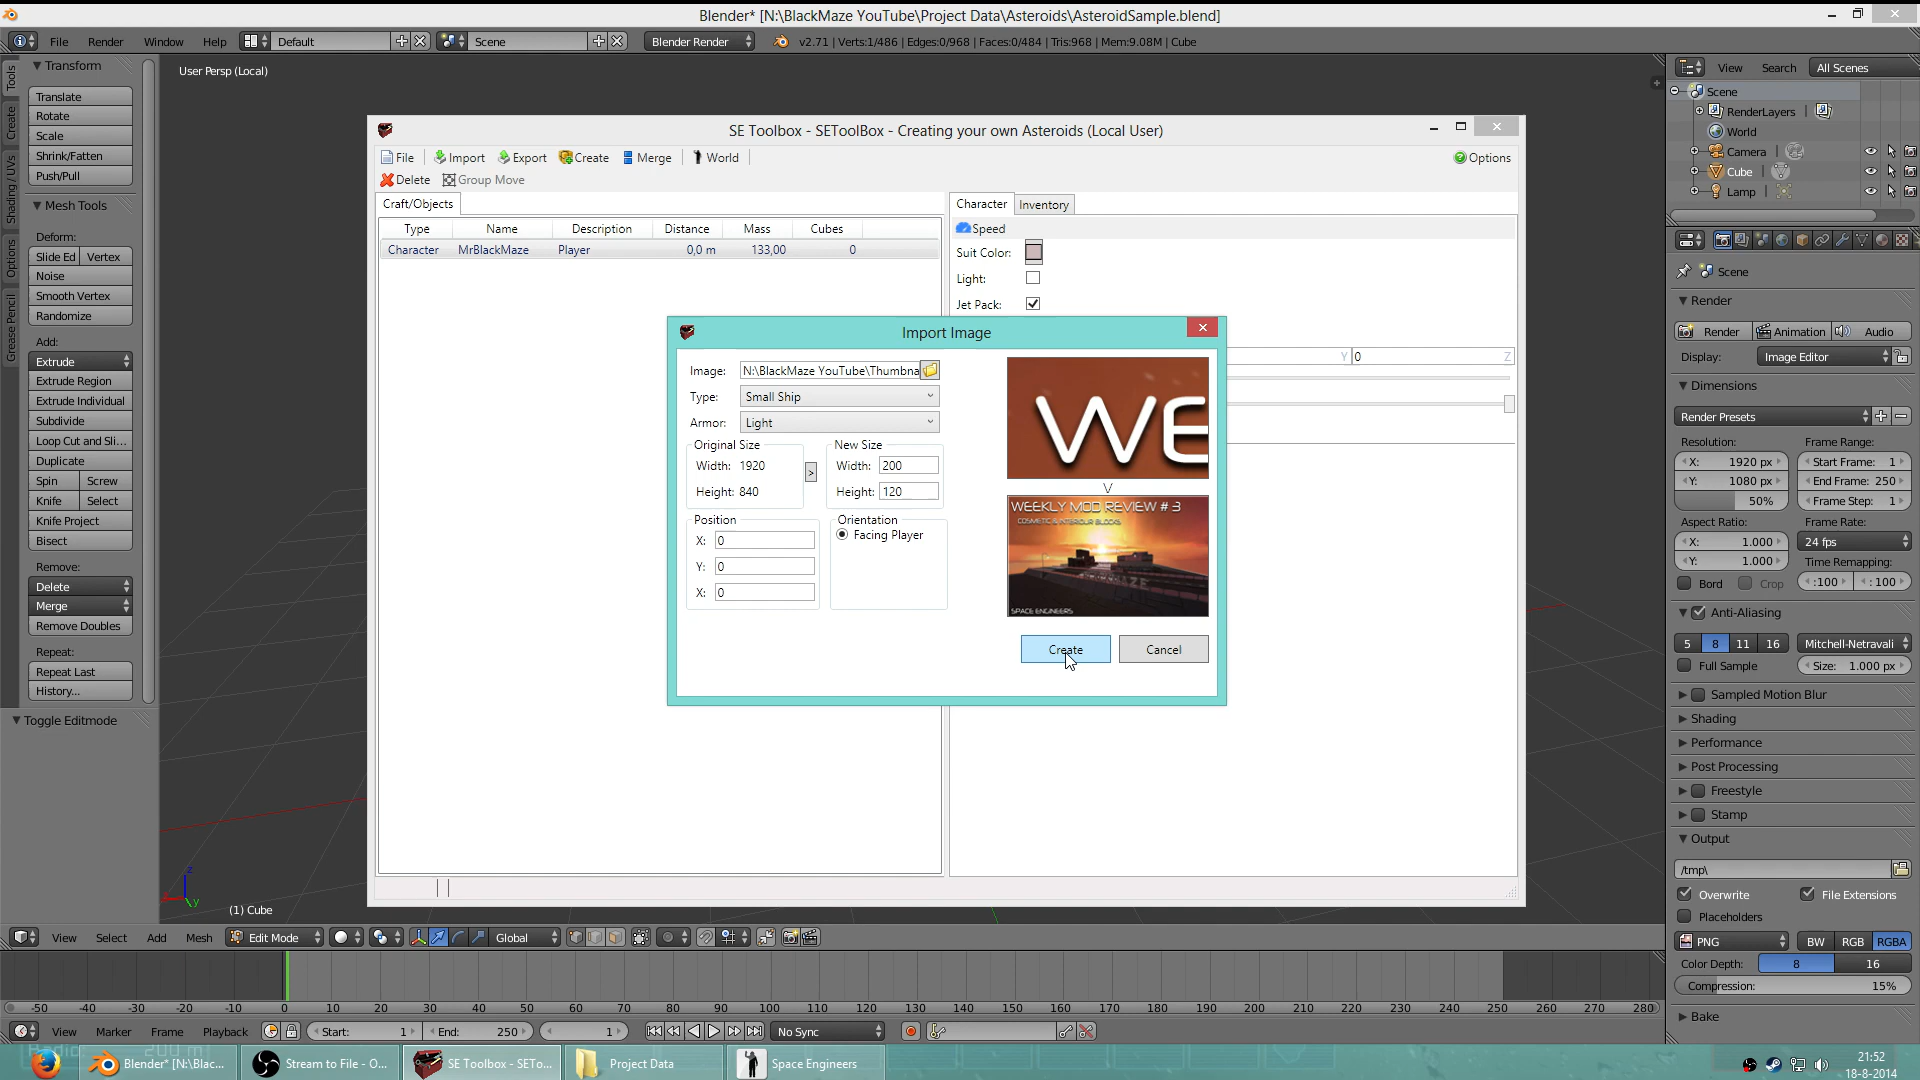 Blender* [N:\BlackMaze YouTube\Project Data\Asteroids\AsteroidSample.blend]
File Render Window Help Default Scene Blender Render v2.71 | Verts:1/486 | Edges:0/968 | Faces:0/484 | Tris:968 | Mem:9.08M | Cube
Tools
Create
Shading / UVs
Options
Grease Pencil
Transform
Translate
Rotate
Scale
Shrink/Fatten
Push/Pull
Mesh Tools
Deform:
Slide Ed Vertex
Noise
Smooth Vertex
Randomize
Add:
Extrude
Extrude Region
Extrude Individual
Subdivide
Loop Cut and Sli...
Duplicate
Spin Screw
Knife Select
Knife Project
Bisect
Remove:
Delete
Merge
Remove Doubles
Repeat:
Repeat Last
History...
Toggle Editmode
User Persp (Local)
SE Toolbox - SEToolBox - Creating your own Asteroids (Local User)
File Import Export Create Merge World Options
Delete Group Move
Craft/Objects
Type Name Description Distance Mass Cubes
Character MrBlackMaze Player 0,0 m 133,00 0
Character Inventory
Speed
Suit Color:
Light:
Jet Pack:
Y 0 Z
Import Image
Image: N:\BlackMaze YouTube\Thumbna
Type: Small Ship
Armor: Light
Original Size
Width: 1920
Height: 840
>
New Size
Width: 200
Height: 120
Position
X: 0
Y: 0
X: 0
Orientation
Facing Player
WE
V
WEEKLY MOD REVIEW # 3
COSMETIC & INTERIOUR BLOCKS
SPACE ENGINEERS
Create Cancel
z
y
(1) Cube
View Select Add Mesh Edit Mode Global
-50 -40 -30 -20 -10 0 10 20 30 40 50 60 70 80 90 100 110 120 130 140 150 160 170 180 190 200 210 220 230 240 250 260 270 280
View Marker Frame Playback Start: 1 End: 250 1 No Sync
View Search All Scenes
Scene
RenderLayers
World
Camera
Cube
Lamp
Scene
Render
Render Animation Audio
Display: Image Editor
Dimensions
Render Presets
Resolution: Frame Range:
X: 1920 px Start Frame: 1
Y: 1080 px End Frame: 250
50% Frame Step: 1
Aspect Ratio: Frame Rate:
X: 1.000 24 fps
Y: 1.000 Time Remapping:
Bord Crop :100 : 100
Anti-Aliasing
5 8 11 16 Mitchell-Netravali
Full Sample Size: 1.000 px
Sampled Motion Blur
Shading
Performance
Post Processing
Freestyle
Stamp
Output
/tmp\
Overwrite File Extensions
Placeholders
PNG BW RGB RGBA
Color Depth: 8 16
Compression: 15%
Bake
Blender* [N:\Blac... Stream to File - O... SE Toolbox - SETo... Project Data Space Engineers
21:52
18-8-2014